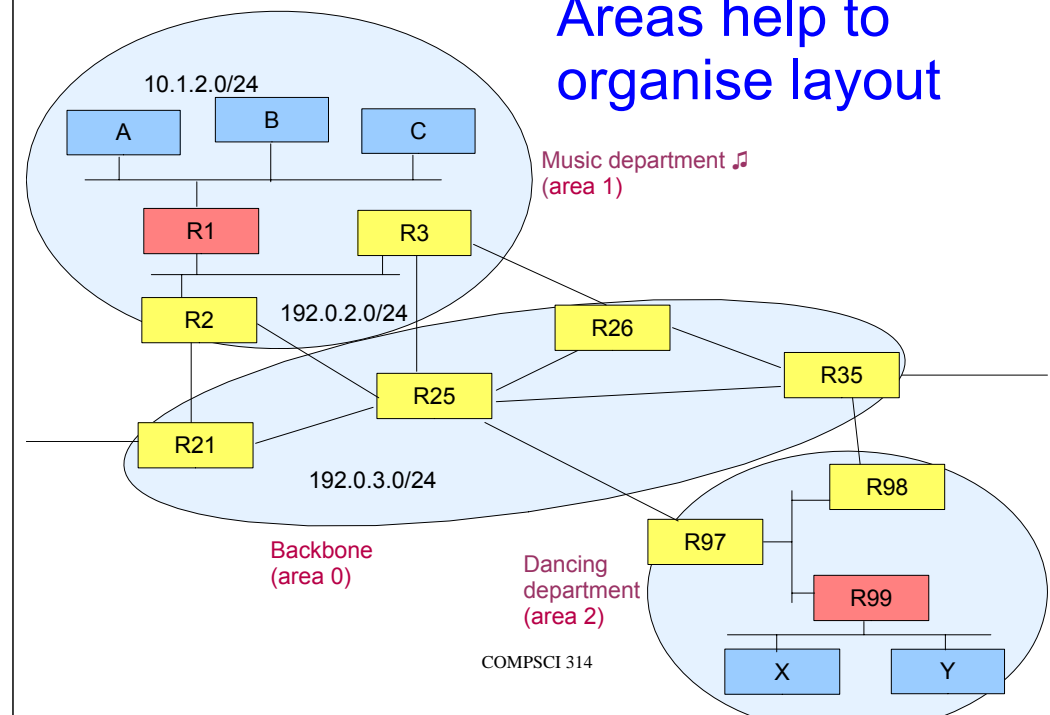 Areas help to
organise layout
10.1.2.0/24
A
B
C
Music department ♫
(area 1)
R1
R3
R2
192.0.2.0/24
R26
R35
R25
R21
192.0.3.0/24
R98
R97
Backbone
(area 0)
Dancing
department
(area 2)
R99
COMPSCI 314
X
Y